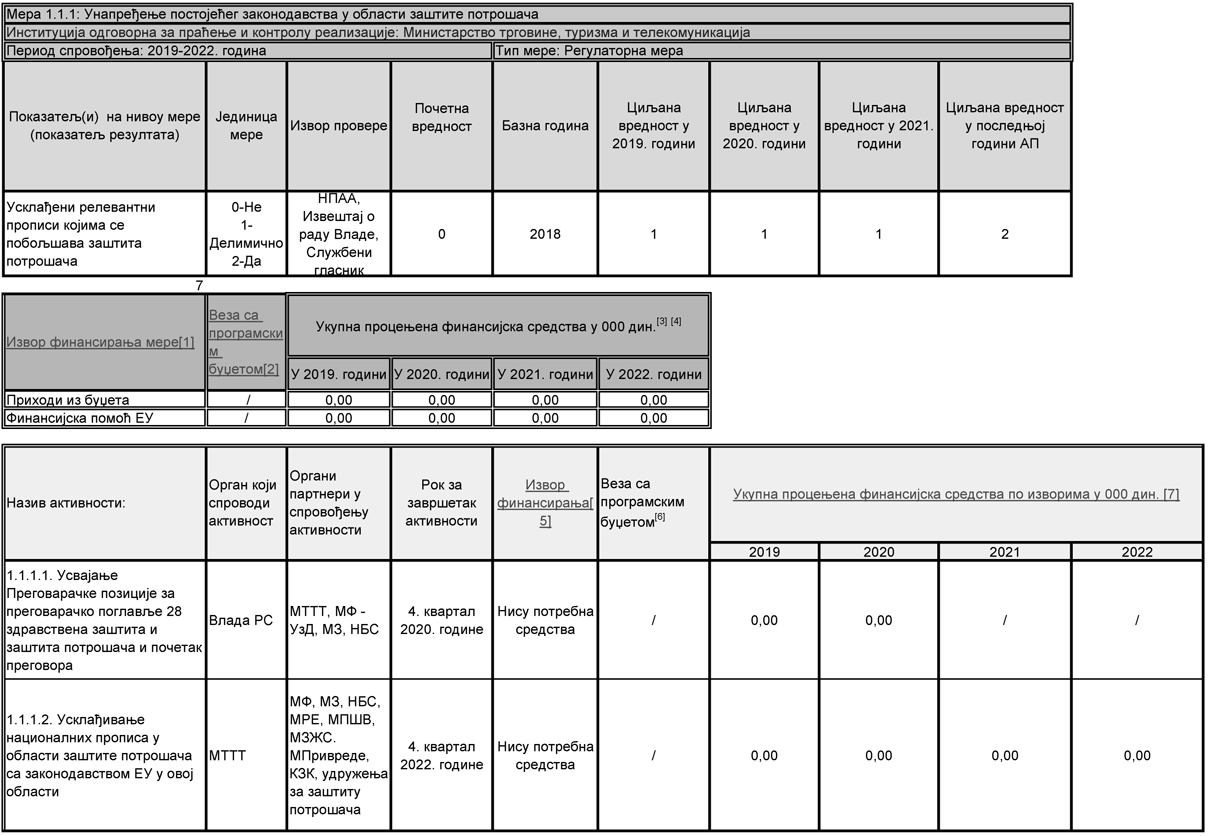 Мера 1.1.1: Унапређење постојећег законодавства у области заштите потрошача
Институција одговорна за праћење и контролу реализације: Министарство трговине, туризма и телекомуникација
Период спровођења: 2019-2022. година
Тип мере: Регулаторна мера
Показатељ(и) на нивоу мере
(показатељ резултата)
Јединица
мере
Извор провере
Почетна
вредност
Базна година
Циљана
вредност у
2019. години
Циљана
вредност у
2020. години
Циљана
вредност у 2021.
години
Циљана вредност
у последњој
години АП
Усклађени релевантни
прописи којима се
побољшава заштита
потрошача
0-Не
1-
Делимично
2-Да
НПАА,
Извештај о
раду Владе,
Службени
гласник
0
2018
1
1
1
2
7
Извор финансирања мере[1]
Веза са
програмски
м
буџетом[2]
Укупна процењена финансијска средства у 000 дин.[3] [4]
У 2019. години
У 2020. години
У 2021. години
У 2022. години
Приходи из буџета
/
0,00
0,00
0,00
0,00
Финансијска помоћ ЕУ
/
0,00
0,00
0,00
0,00
Назив активности:
Орган који
спроводи
активност
Органи
партнери у
спровођењу
активности
Рок за
завршетак
активности
Извор
финансирања[
5]
Веза са
програмским
буџетом[6]
Укупна процењена финансијска средства по изворима у 000 дин. [7]
2019
2020
2021
2022
1.1.1.1. Усвајање
Преговарачке позиције за
преговарачко поглавље 28
здравствена заштита и
заштита потрошача и почетак
преговора
Влада РС
МТТТ, МФ -
УзД, МЗ, НБС
4. квартал
2020. године
Нису потребна
средства
/
0,00
0,00
/
/
1.1.1.2. Усклађивање
националних прописа у
области заштите потрошача
са законодавством ЕУ у овој
области
МТТТ
МФ, МЗ, НБС,
МРЕ, МПШВ,
МЗЖС.
МПривреде,
КЗК, удружења
за заштиту
потрошача
4. квартал
2022. године
Нису потребна
средства
/
0,00
0,00
0,00
0,00